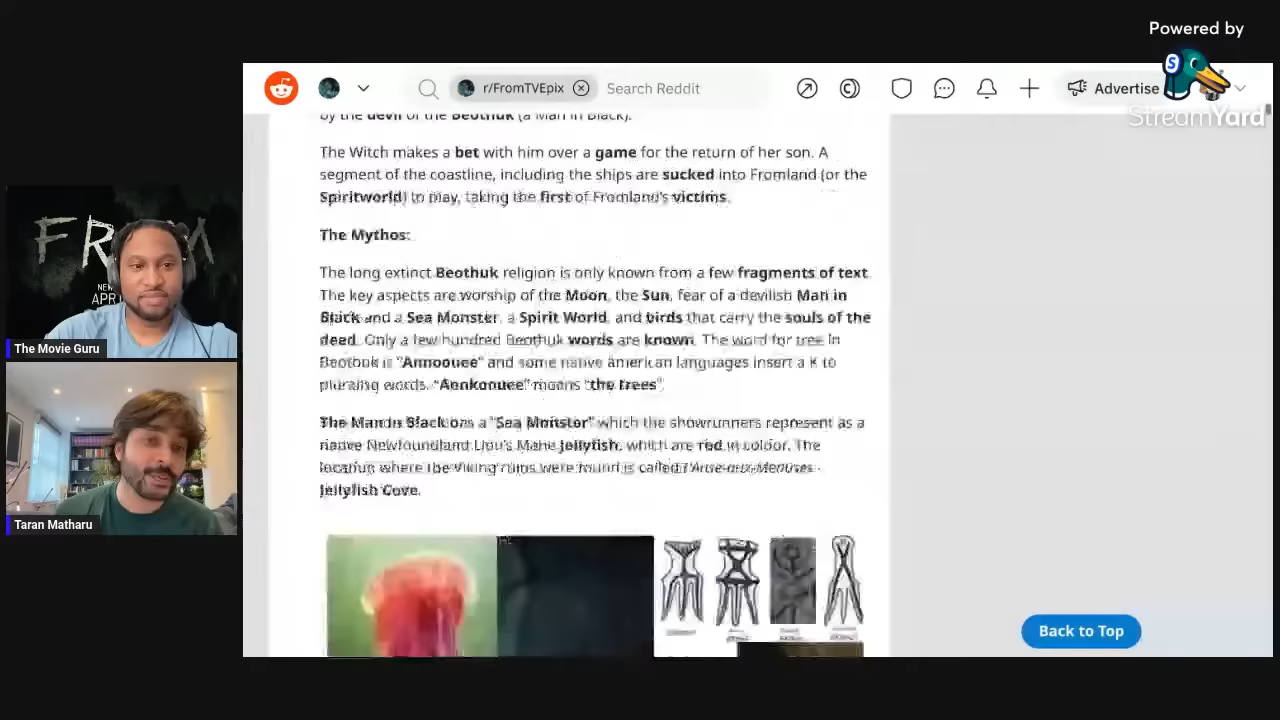 Powered by
StreamYard
r/FromTVEpix
Search Reddit
Advertise
by the devil of the Beothuk (a Man in Black).
The Witch makes a bet with him over a game for the return of her son. A
segment of the coastline, including the ships are sucked into Fromland (or the
Spiritworld) to play, taking the first of Fromland's victims.
The Mythos:
The long extinct Beothuk religion is only known from a few fragments of text
The key aspects are worship of the Moon, the Sun, fear of a devilish Man in
Black and a Sea Monster, a Spirit World, and birds that carry the souls of the
dead. Only a few hundred Beothuk words are known. The word for tree in
Beothuk is "Annooee" and some native american languages insert a K to
pluralise words. "Annkooee" means "the trees".
The Man in Black a "Sea Monster" which the showrunners represent as a
native Newfoundland Lion's Mane Jellyfish, which are red in colour. The
location where the Viking ruins were found is called
Jellyfish Cove.
FROM
NEW
APR
The Movie Guru
Taran Matharu
Back to Top